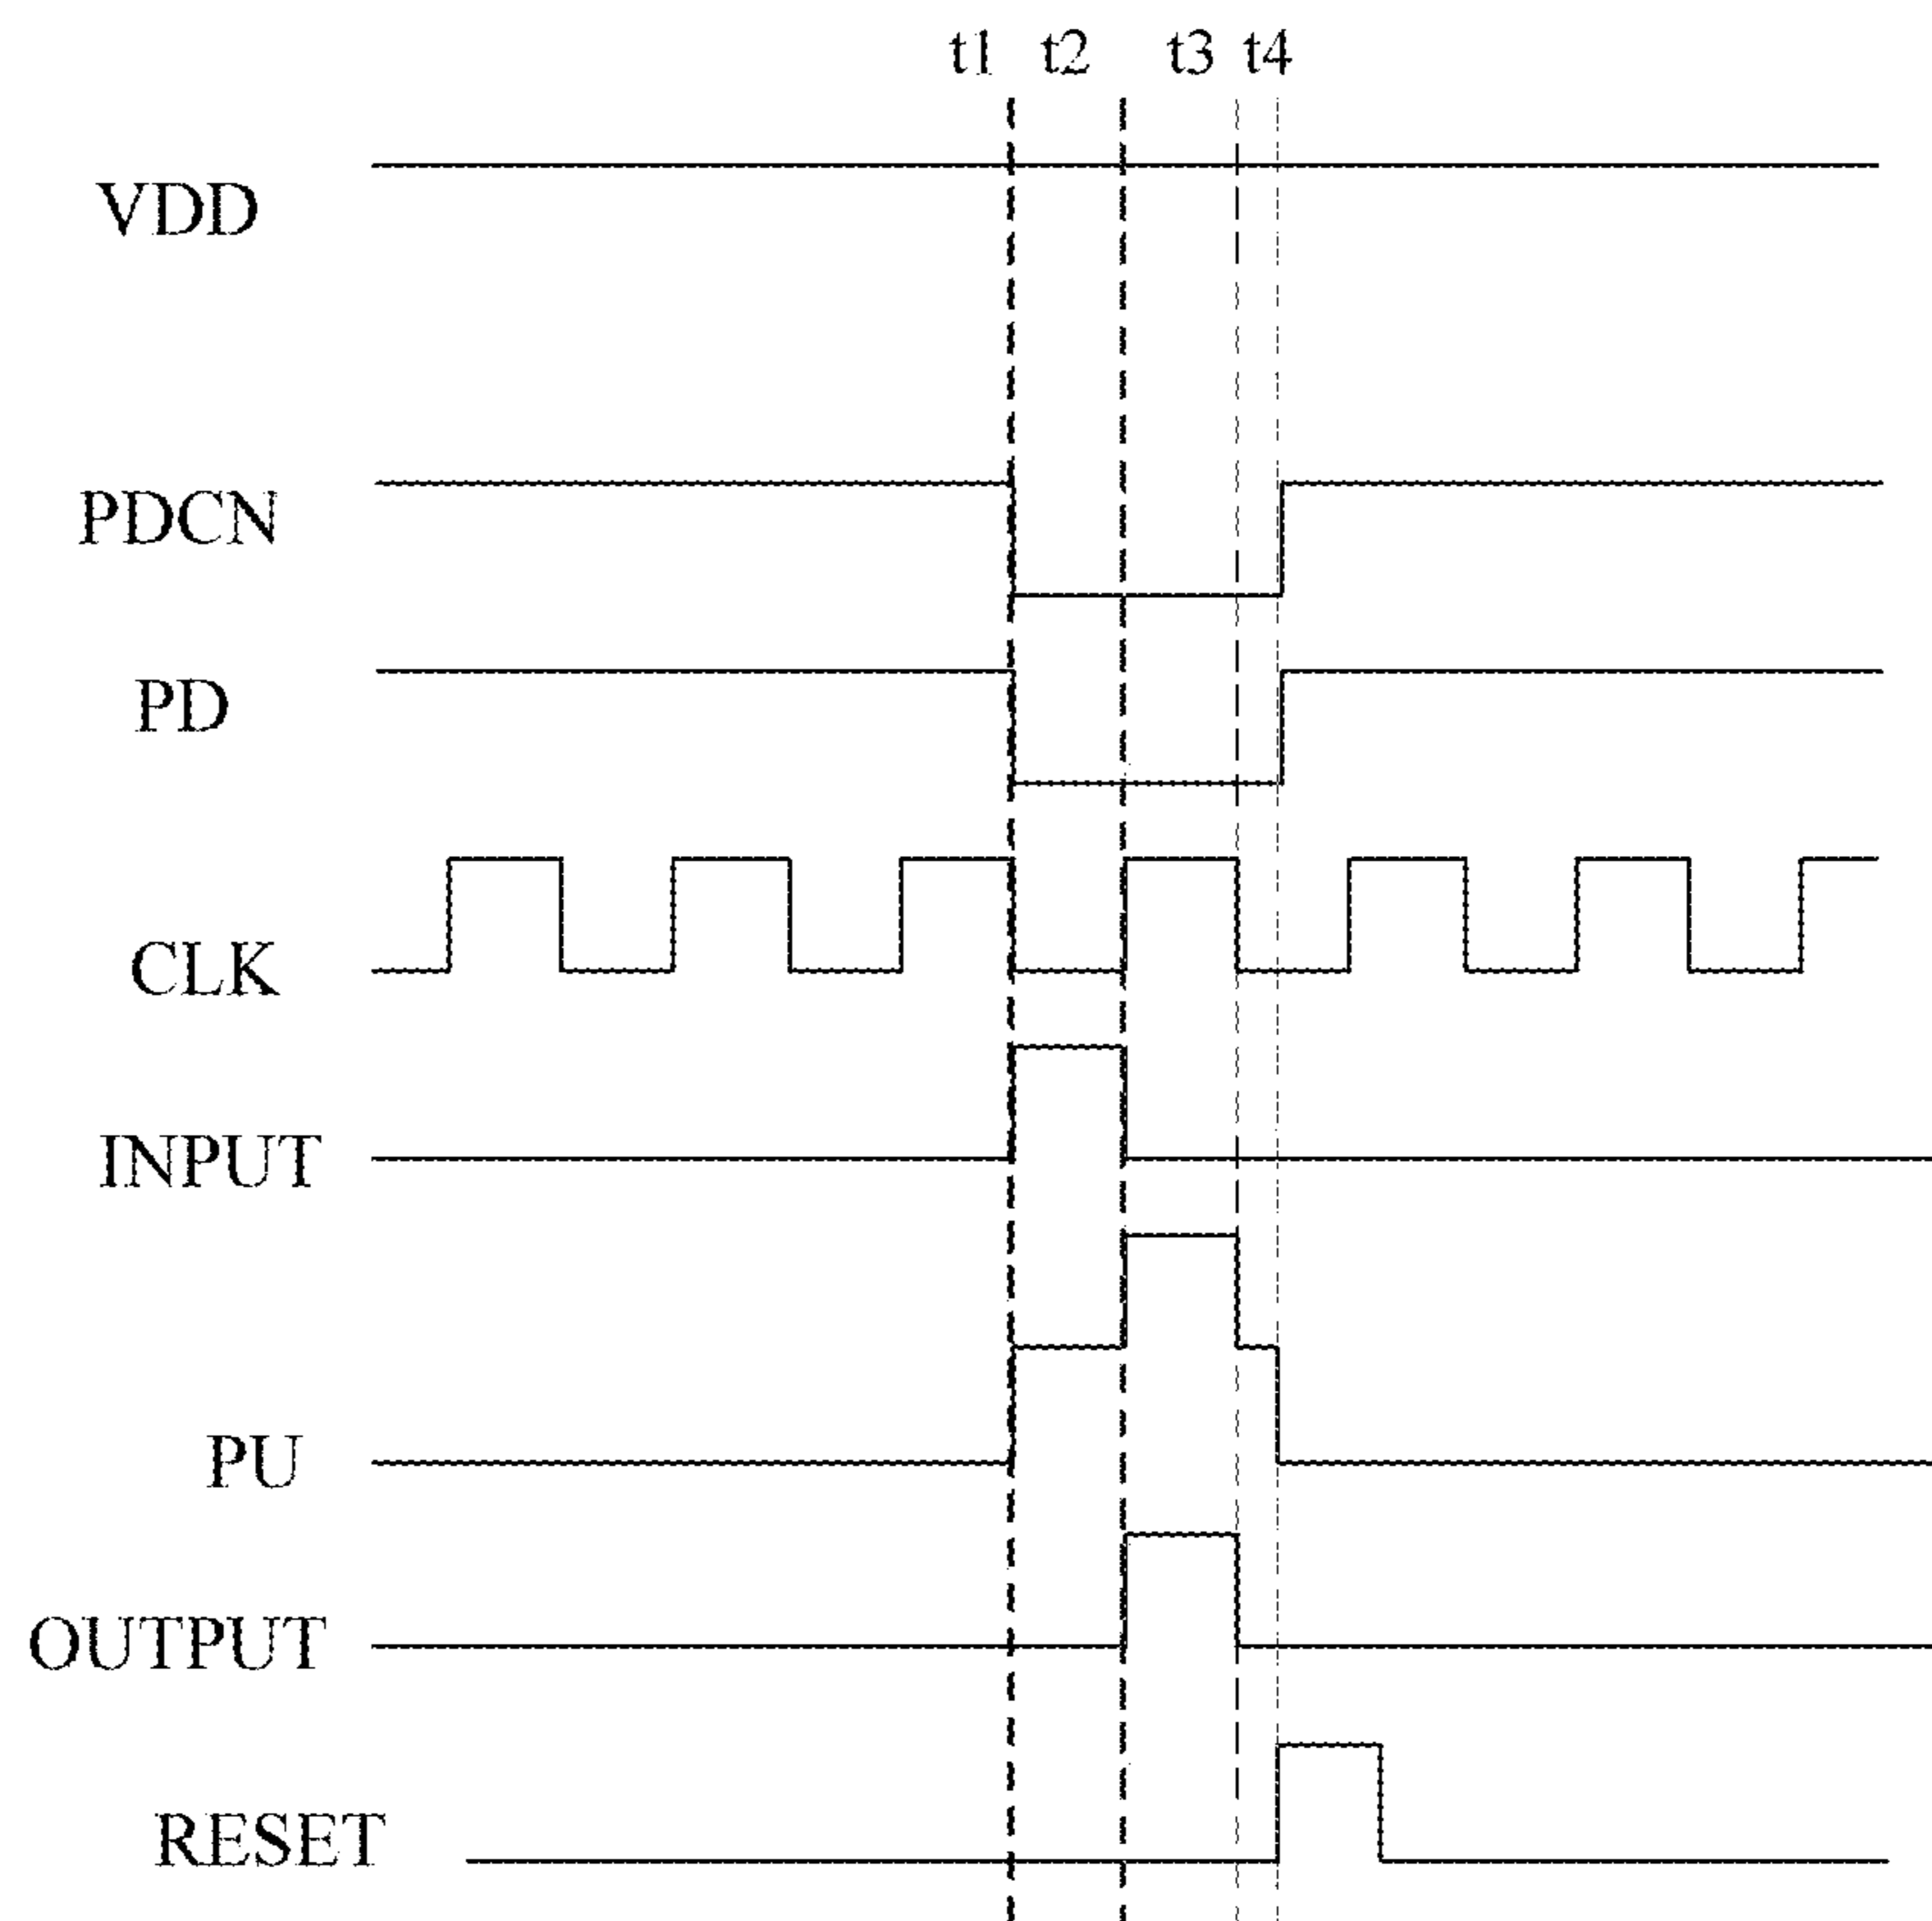 t1 t2 t3 t4
VDD
PDCN
PD
CLK
INPUT
PU
OUTPUT
RESET